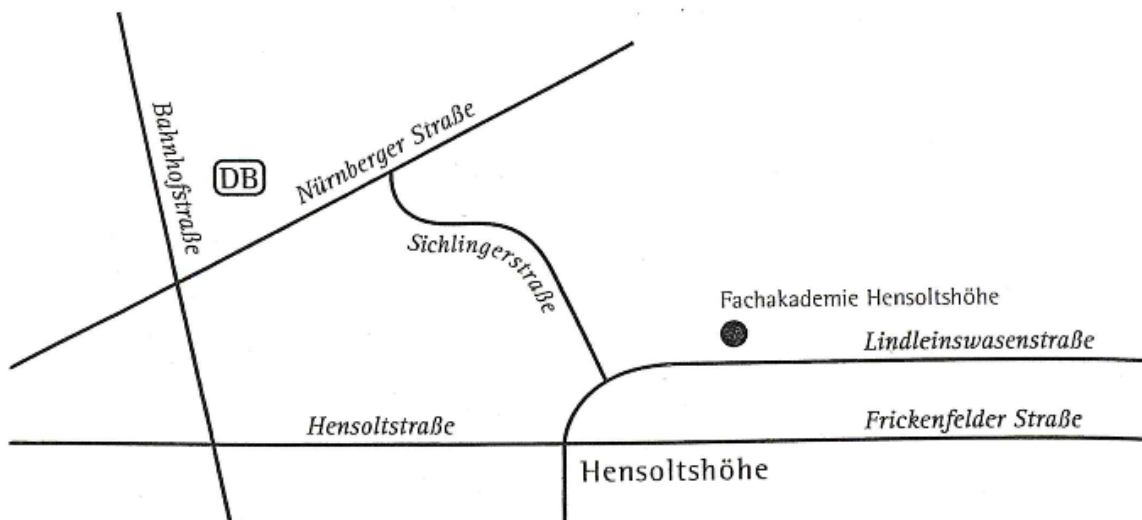 Bahnhofstraße
DB
Nürnberger Straße
Sichlingerstraße
Fachakademie Hensoltshöhe
Lindleinswasenstraße
Hensoltstraße
Frickenfelder Straße
Hensoltshöhe